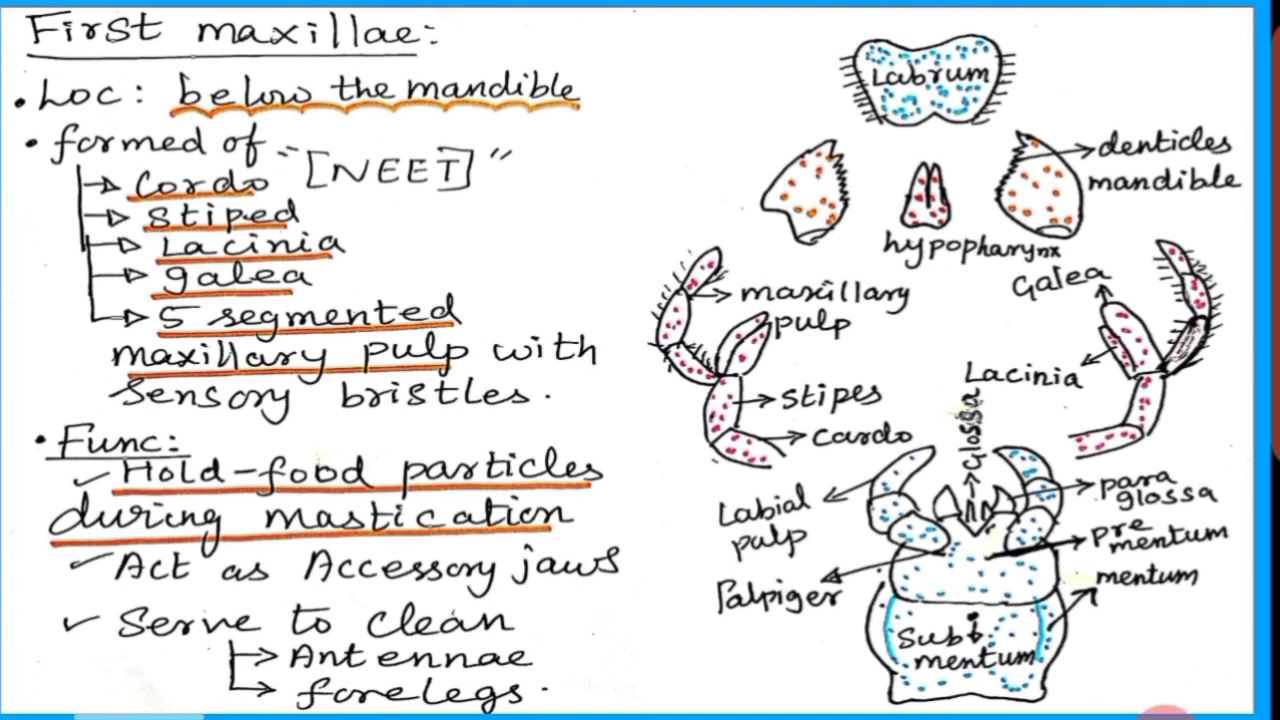 First maxillae:
• Loc: below the mandible
• formed of "[NEET]"
→ Cordo
→ Stiped
→ Lacinia
→ galea
→ 5 segmented
maxillary pulp with
sensory bristles.
• Func:
✓ Hold-food particles
during mastication
✓ Act as Accessory jaws
✓ Serve to clean
→ Antennae
→ forelegs.
Labrum
denticles
mandible
hypopharynx
maxillary
pulp
Galea
Lacinia
stipes
cardo
Glossa
Labial
pulp
para
glossa
Pre
mentum
Palpiger
mentum
Sub
mentum